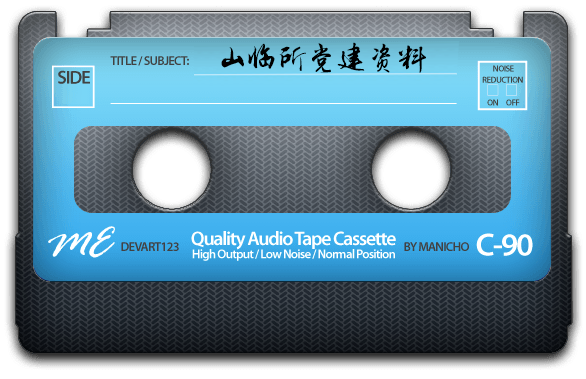 TITLE / SUBJECT: 山临所党建资料
SIDE
NOISE
REDUCTION
ON OFF
ME DEVART123 Quality Audio Tape Cassette BY MANICHO C-90
High Output / Low Noise / Normal Position